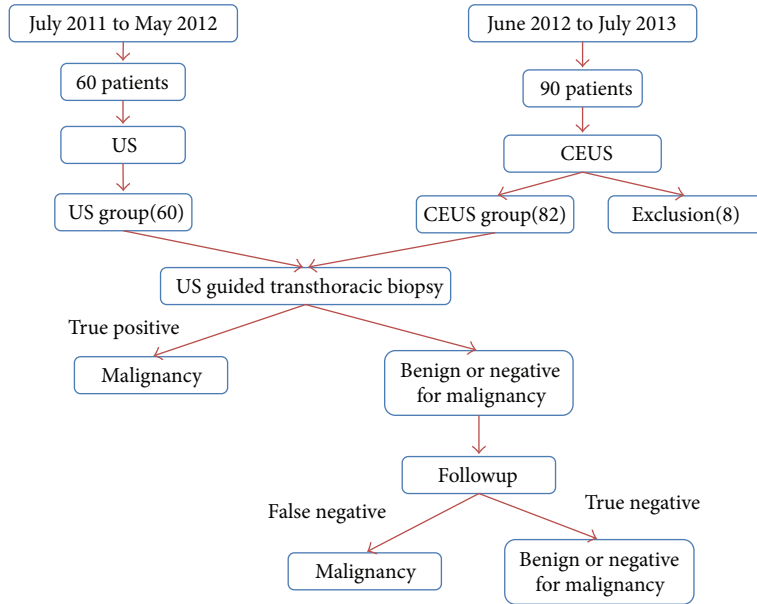 July 2011 to May 2012
June 2012 to July 2013
60 patients
90 patients
US
CEUS
US group(60)
CEUS group(82)
Exclusion(8)
US guided transthoracic biopsy
True positive
Malignancy
Benign or negative
for malignancy
Followup
False negative
True negative
Malignancy
Benign or negative
for malignancy